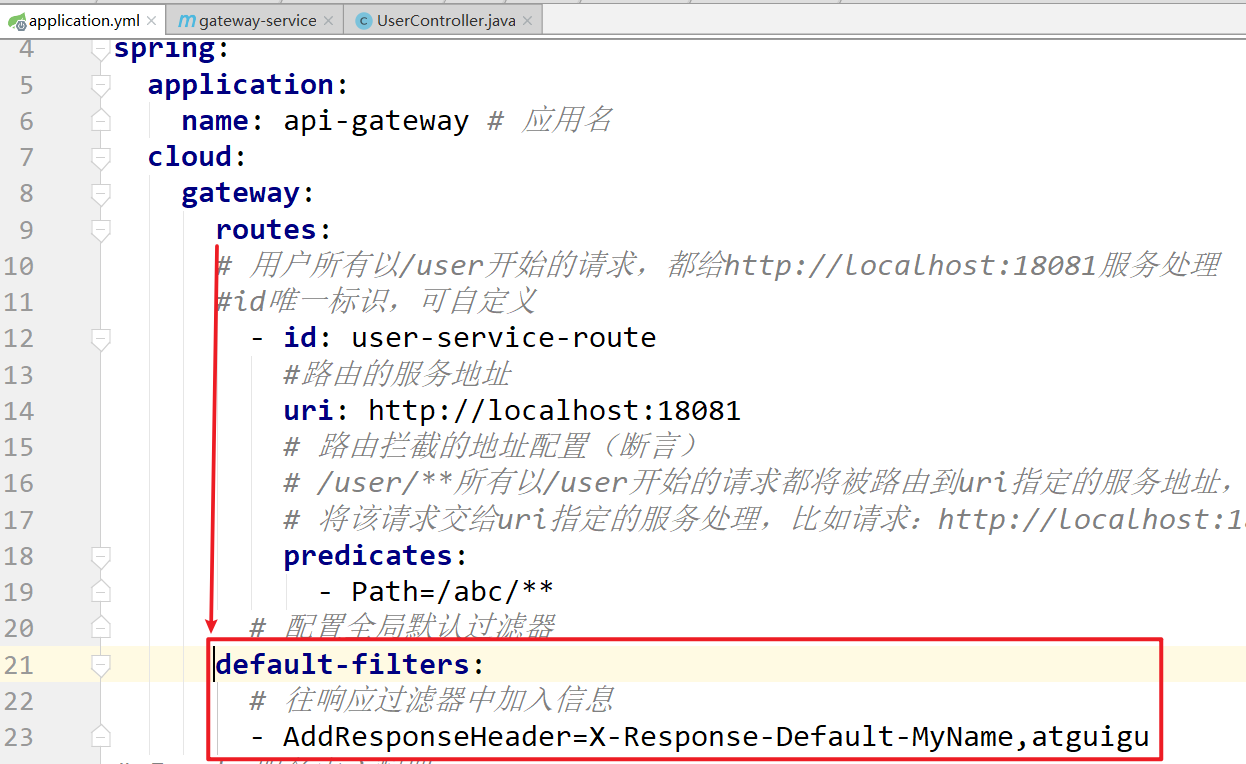 application.yml gateway-service UserController.java
4 spring:
5 application:
6 name: api-gateway # 应用名
7 cloud:
8 gateway:
9 routes:
10 # 用户所有以/user开始的请求，都给http://localhost:18081服务处理
11 #id唯一标识，可自定义
12 - id: user-service-route
13 #路由的服务地址
14 uri: http://localhost:18081
15 # 路由拦截的地址配置（断言）
16 # /user/**所有以/user开始的请求都将被路由到uri指定的服务地址，
17 # 将该请求交给uri指定的服务处理，比如请求：http://localhost:18
18 predicates:
19 - Path=/abc/**
20 # 配置全局默认过滤器
21 default-filters:
22 # 往响应过滤器中加入信息
23 - AddResponseHeader=X-Response-Default-MyName,atguigu